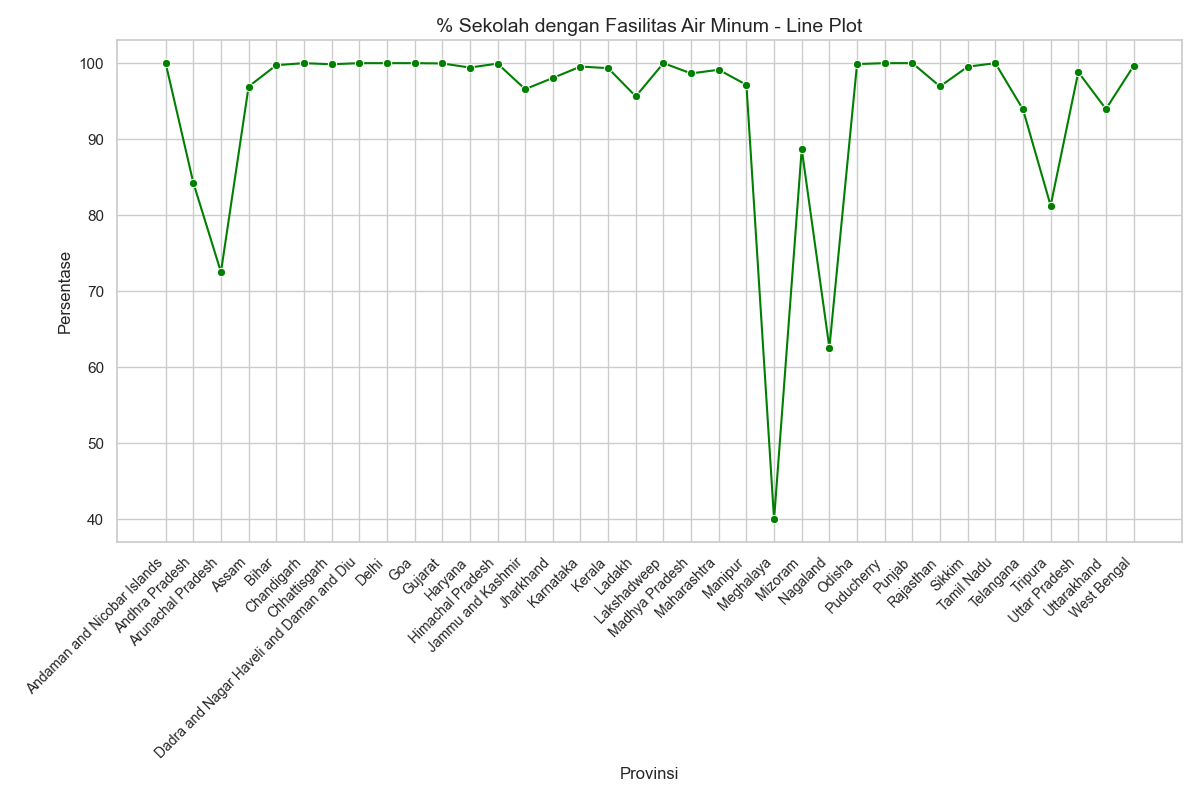 % Sekolah dengan Fasilitas Air Minum - Line Plot
Persentase
100
90
80
70
60
50
40
Andaman and Nicobar Islands
Andhra Pradesh
Arunachal Pradesh
Assam
Bihar
Chandigarh
Chhattisgarh
Dadra and Nagar Haveli and Daman and Diu
Delhi
Goa
Gujarat
Haryana
Himachal Pradesh
Jammu and Kashmir
Jharkhand
Karnataka
Kerala
Ladakh
Lakshadweep
Madhya Pradesh
Maharashtra
Manipur
Meghalaya
Mizoram
Nagaland
Odisha
Puducherry
Punjab
Rajasthan
Sikkim
Tamil Nadu
Telangana
Tripura
Uttar Pradesh
Uttarakhand
West Bengal
Provinsi